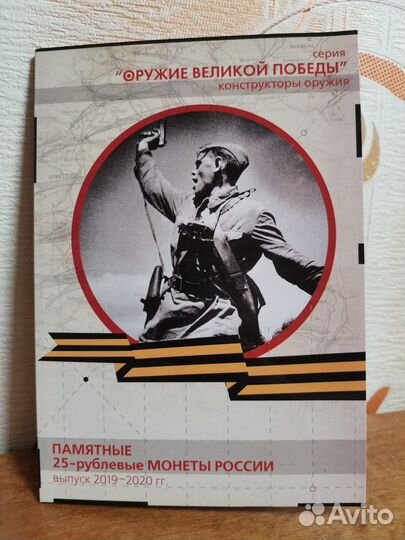 серия
"ОРУЖИЕ ВЕЛИКОЙ ПОБЕДЫ"
конструкторы оружия
ПАМЯТНЫЕ
25-рублевые МОНЕТЫ РОССИИ
выпуск 2019-2020 гг.
Avito